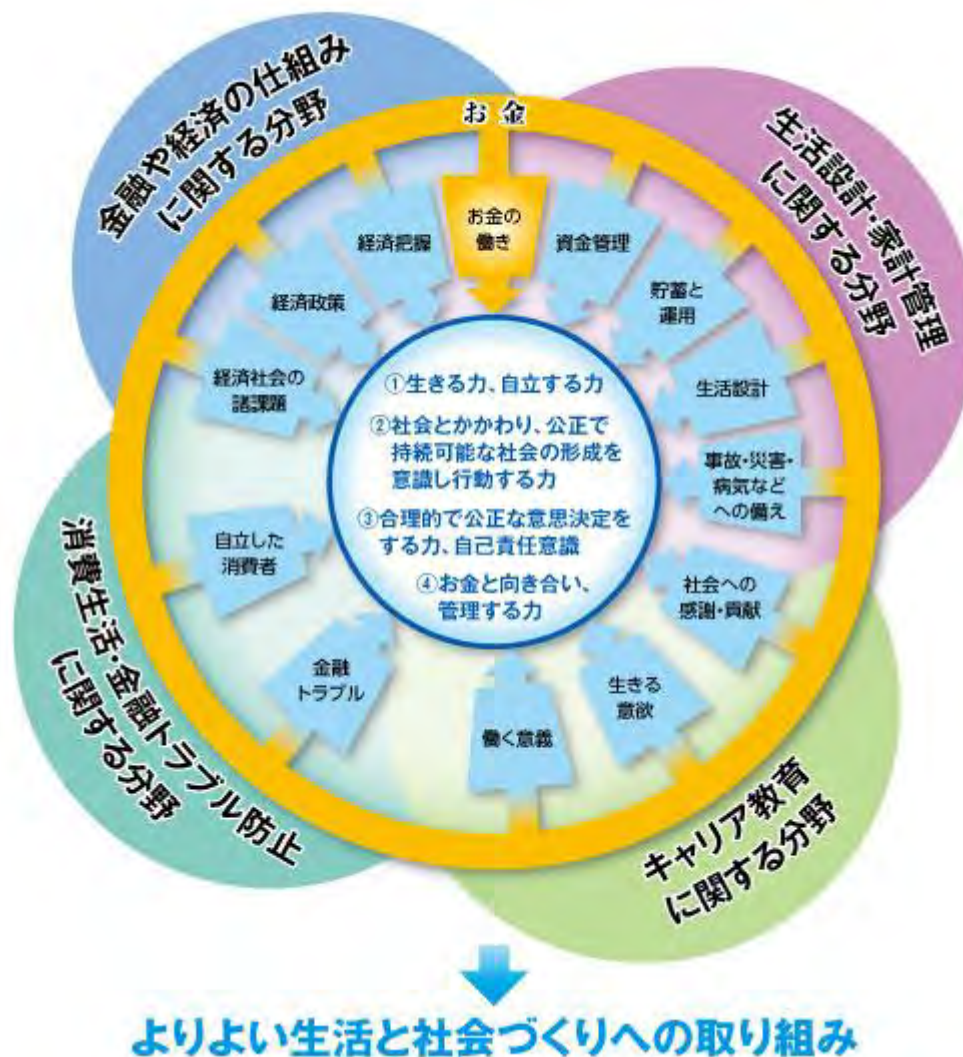 金融や経済の仕組み
に関する分野
生活設計・家計管理
に関する分野
お金
お金の
働き
資金管理
貯蓄と
運用
生活設計
事故・災害・
病気など
への備え
社会への
感謝・貢献
生きる
意欲
働く意義
金融
トラブル
自立した
消費者
経済社会の
諸課題
経済政策
経済把握
①生きる力、自立する力
②社会とかかわり、公正で
持続可能な社会の形成を
意識し行動する力
③合理的で公正な意思決定を
する力、自己責任意識
④お金と向き合い、
管理する力
消費生活・金融トラブル防止
に関する分野
キャリア教育
に関する分野
よりよい生活と社会づくりへの取り組み